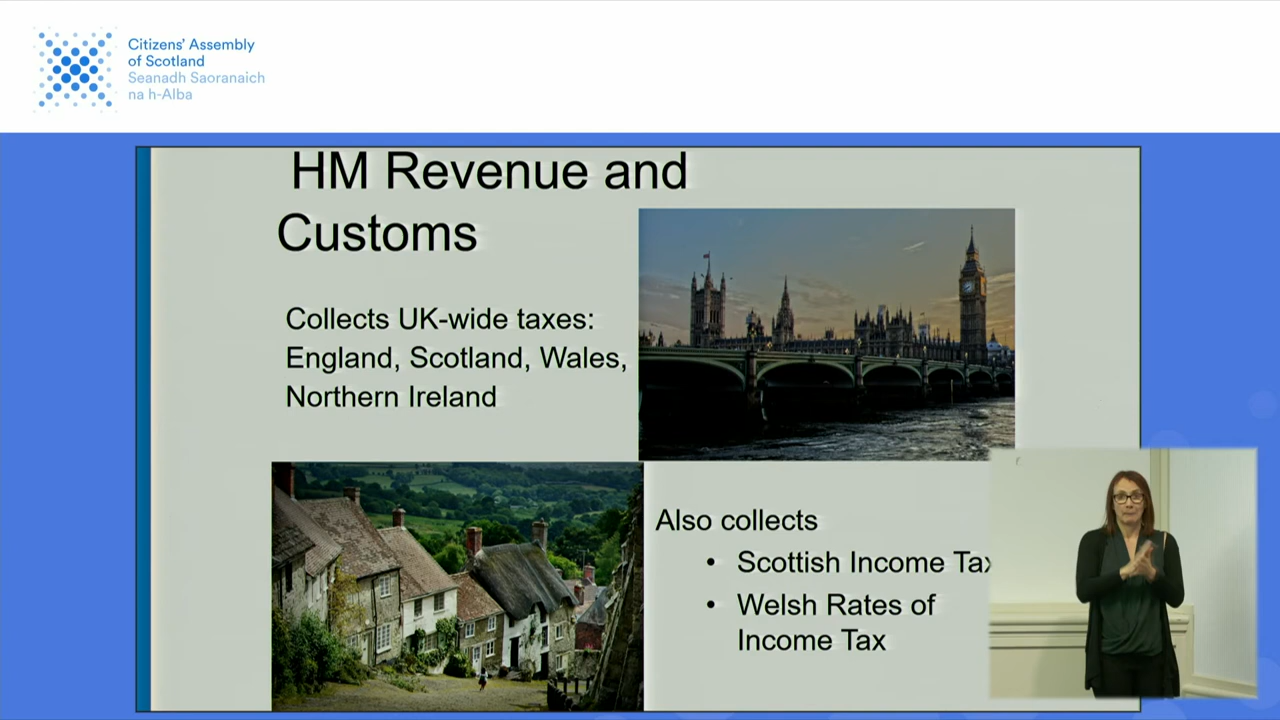 Citizens’ Assembly
of Scotland
Seanadh Saoranaich
na h-Alba
HM Revenue and
Customs
Collects UK-wide taxes:
England, Scotland, Wales,
Northern Ireland
Also collects
• Scottish Income Tax
• Welsh Rates of
Income Tax